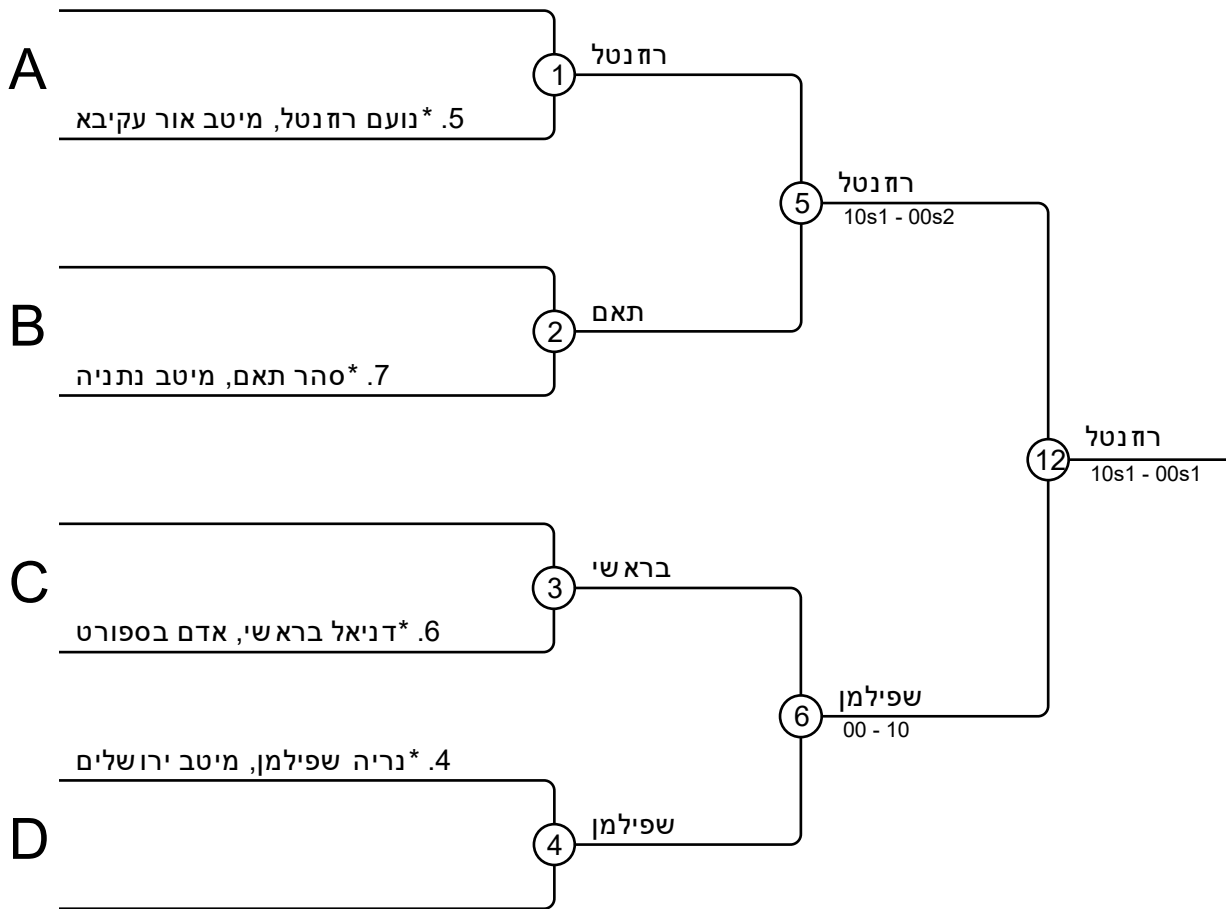 A
1
רוזנטל
5. *נועם רוזנטל, מיטב אור עקיבא
5
רוזנטל
10s1 - 00s2
B
2
תאם
7. *סהר תאם, מיטב נתניה
12
רוזנטל
10s1 - 00s1
C
3
בראשי
6. *דניאל בראשי, אדם בספורט
6
שפילמן
00 - 10
4. *נריה שפילמן, מיטב ירושלים
D
4
שפילמן